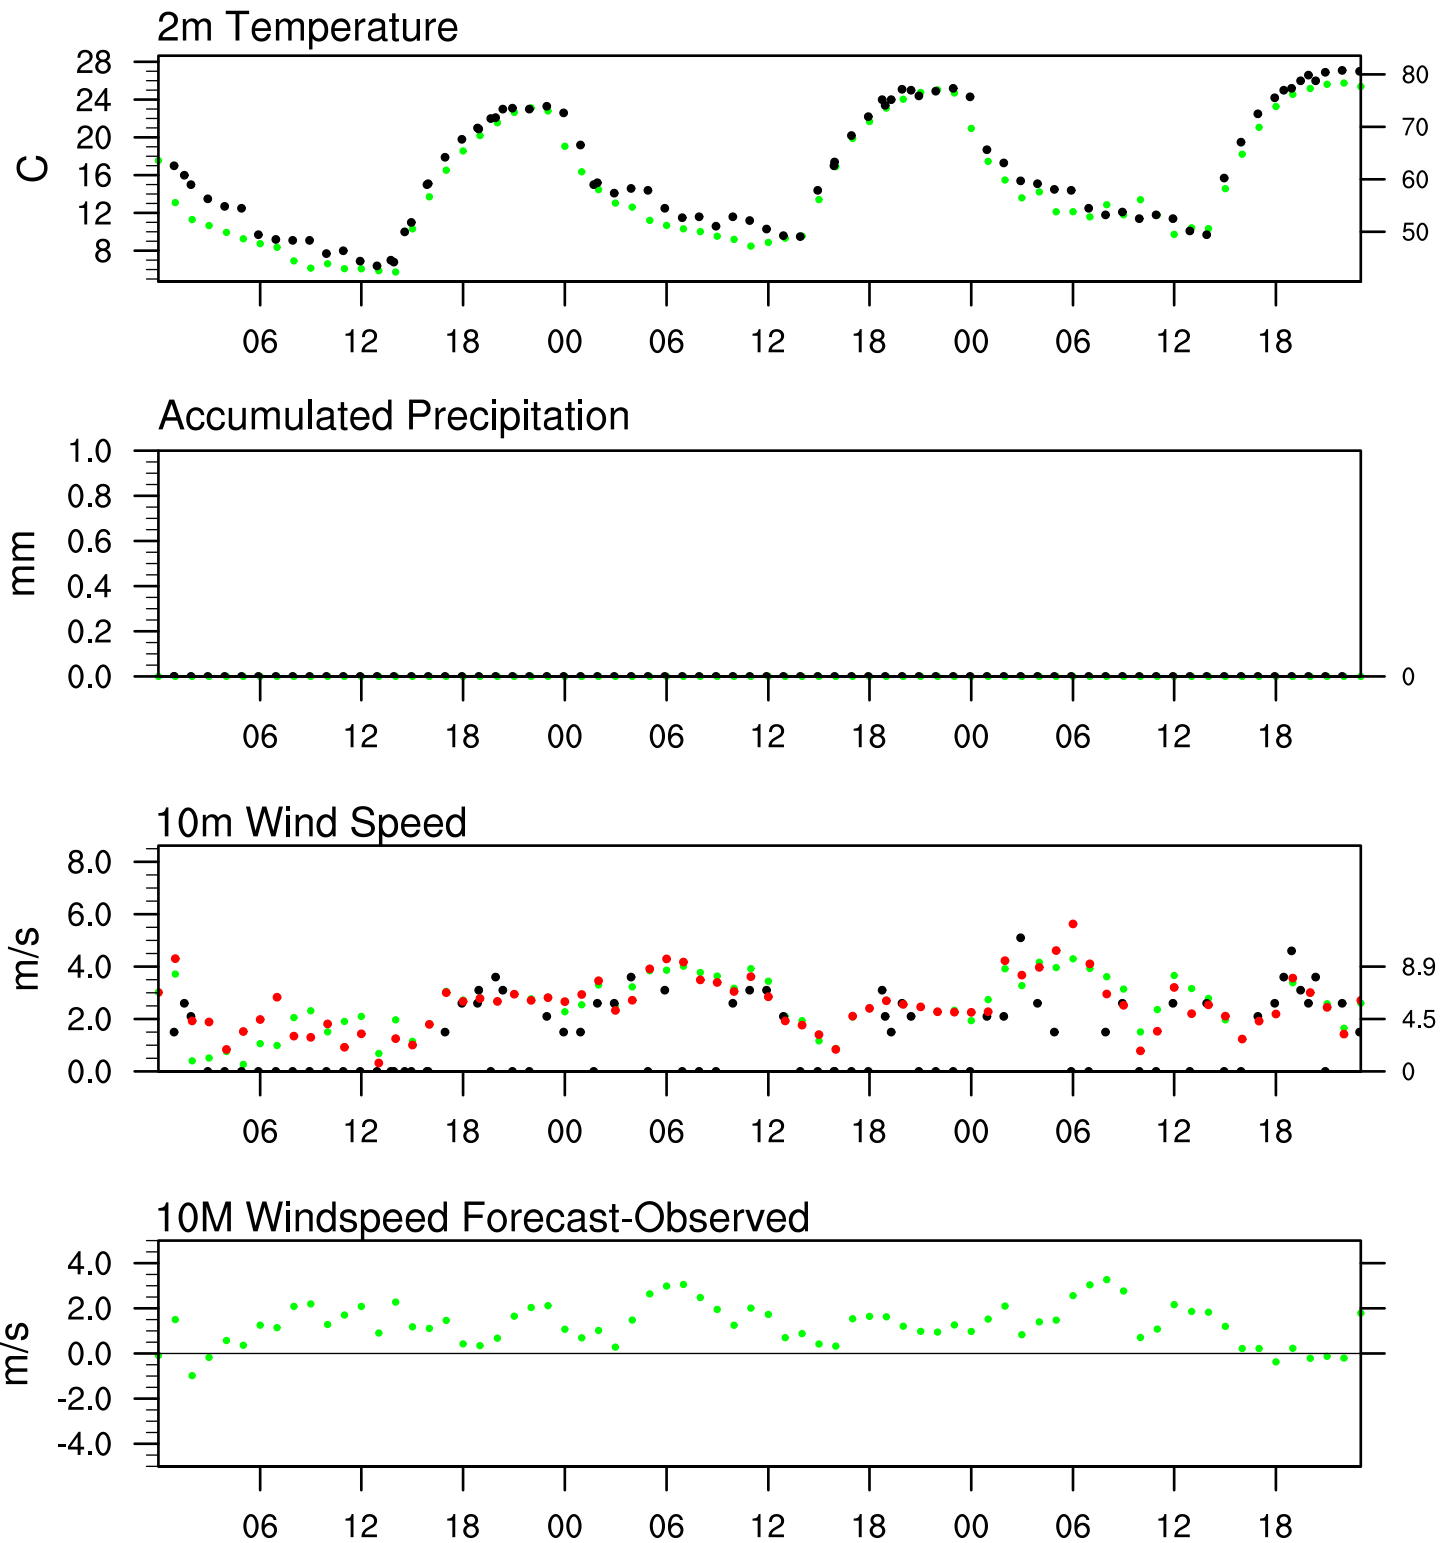 2m Temperature
28
24
20
16
12
8
C
80
70
60
50
06 12 18 00 06 12 18 00 06 12 18
Accumulated Precipitation
1.0
0.8
0.6
0.4
0.2
0.0
mm
0
06 12 18 00 06 12 18 00 06 12 18
10m Wind Speed
8.0
6.0
4.0
2.0
0.0
m/s
8.9
4.5
0
06 12 18 00 06 12 18 00 06 12 18
10M Windspeed Forecast-Observed
4.0
2.0
0.0
-2.0
-4.0
m/s
06 12 18 00 06 12 18 00 06 12 18